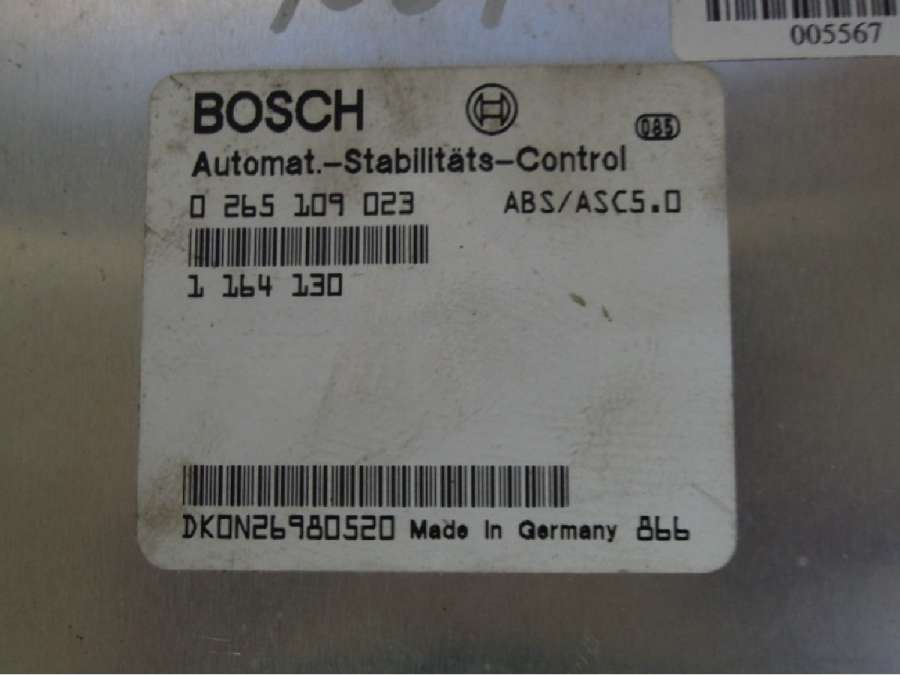 005567
BOSCH
085
Automat.-Stabilitäts-Control
0 265 109 023 ABS/ASC5.0
1 164 130
DK0N26980520 Made in Germany 866